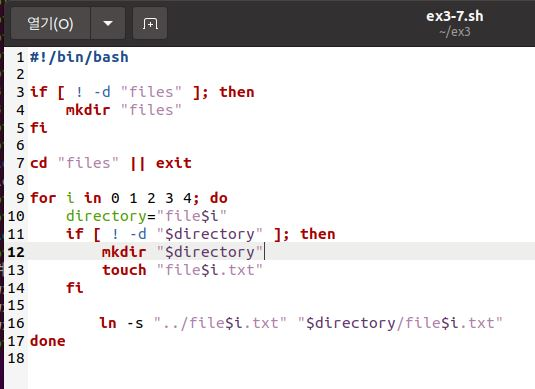 열기(O)
ex3-7.sh
~/ex3
1 #!/bin/bash
2
3 if [ ! -d "files" ]; then
4     mkdir "files"
5 fi
6
7 cd "files" || exit
8
9 for i in 0 1 2 3 4; do
10     directory="file$i"
11     if [ ! -d "$directory" ]; then
12         mkdir "$directory"
13         touch "file$i.txt"
14     fi
15
16         ln -s "../file$i.txt" "$directory/file$i.txt"
17 done
18